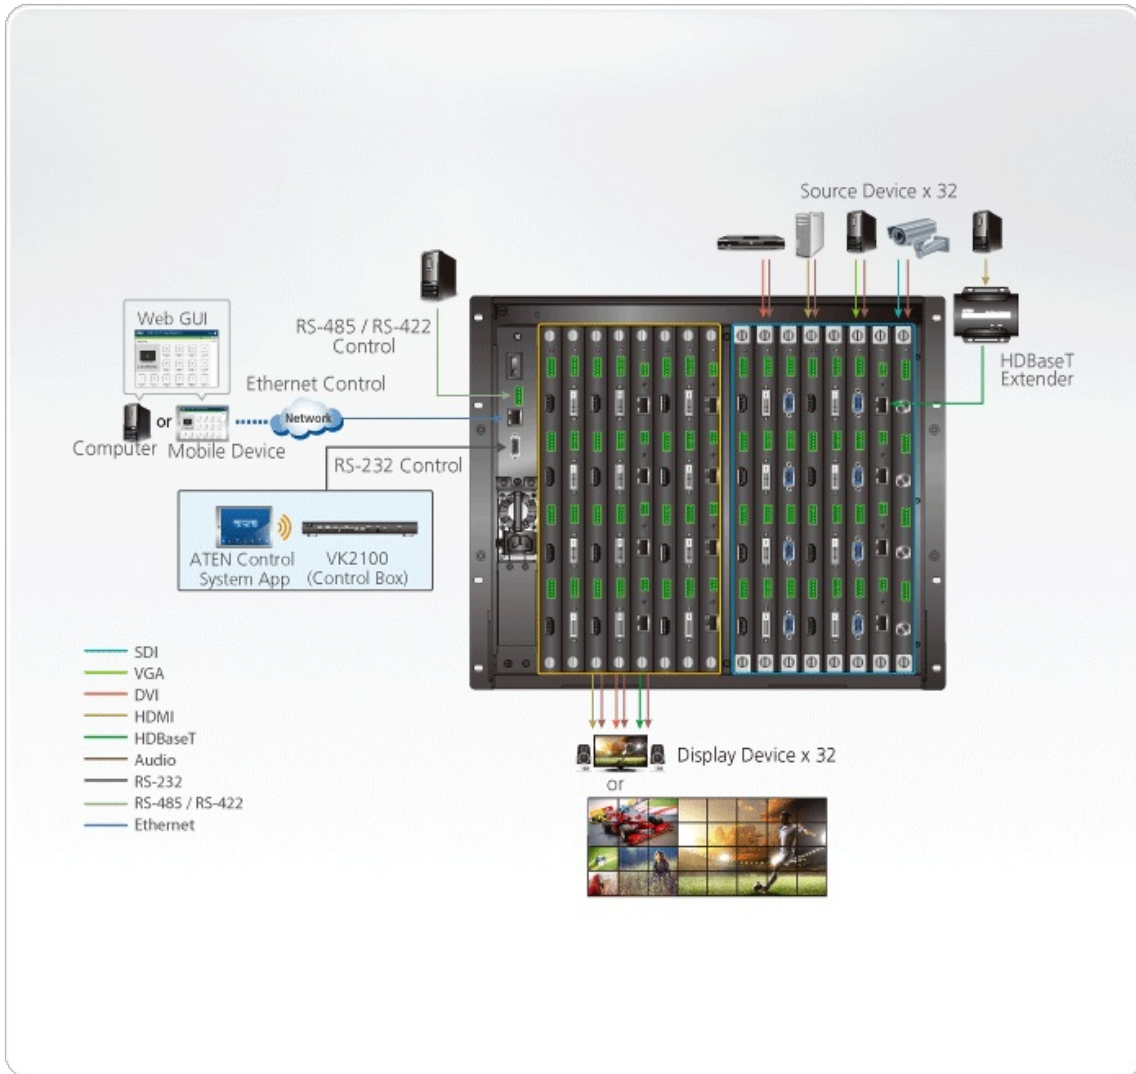 Source Device x 32
Web GUI
RS-485 / RS-422
Control
HDBaseT
Extender
Ethernet Control
Network
or
Computer
Mobile Device
RS-232 Control
ATEN Control
System App
VK2100
(Control Box)
SDI
VGA
DVI
HDMI
HDBaseT
Audio
RS-232
RS-485 / RS-422
Ethernet
Display Device x 32
or